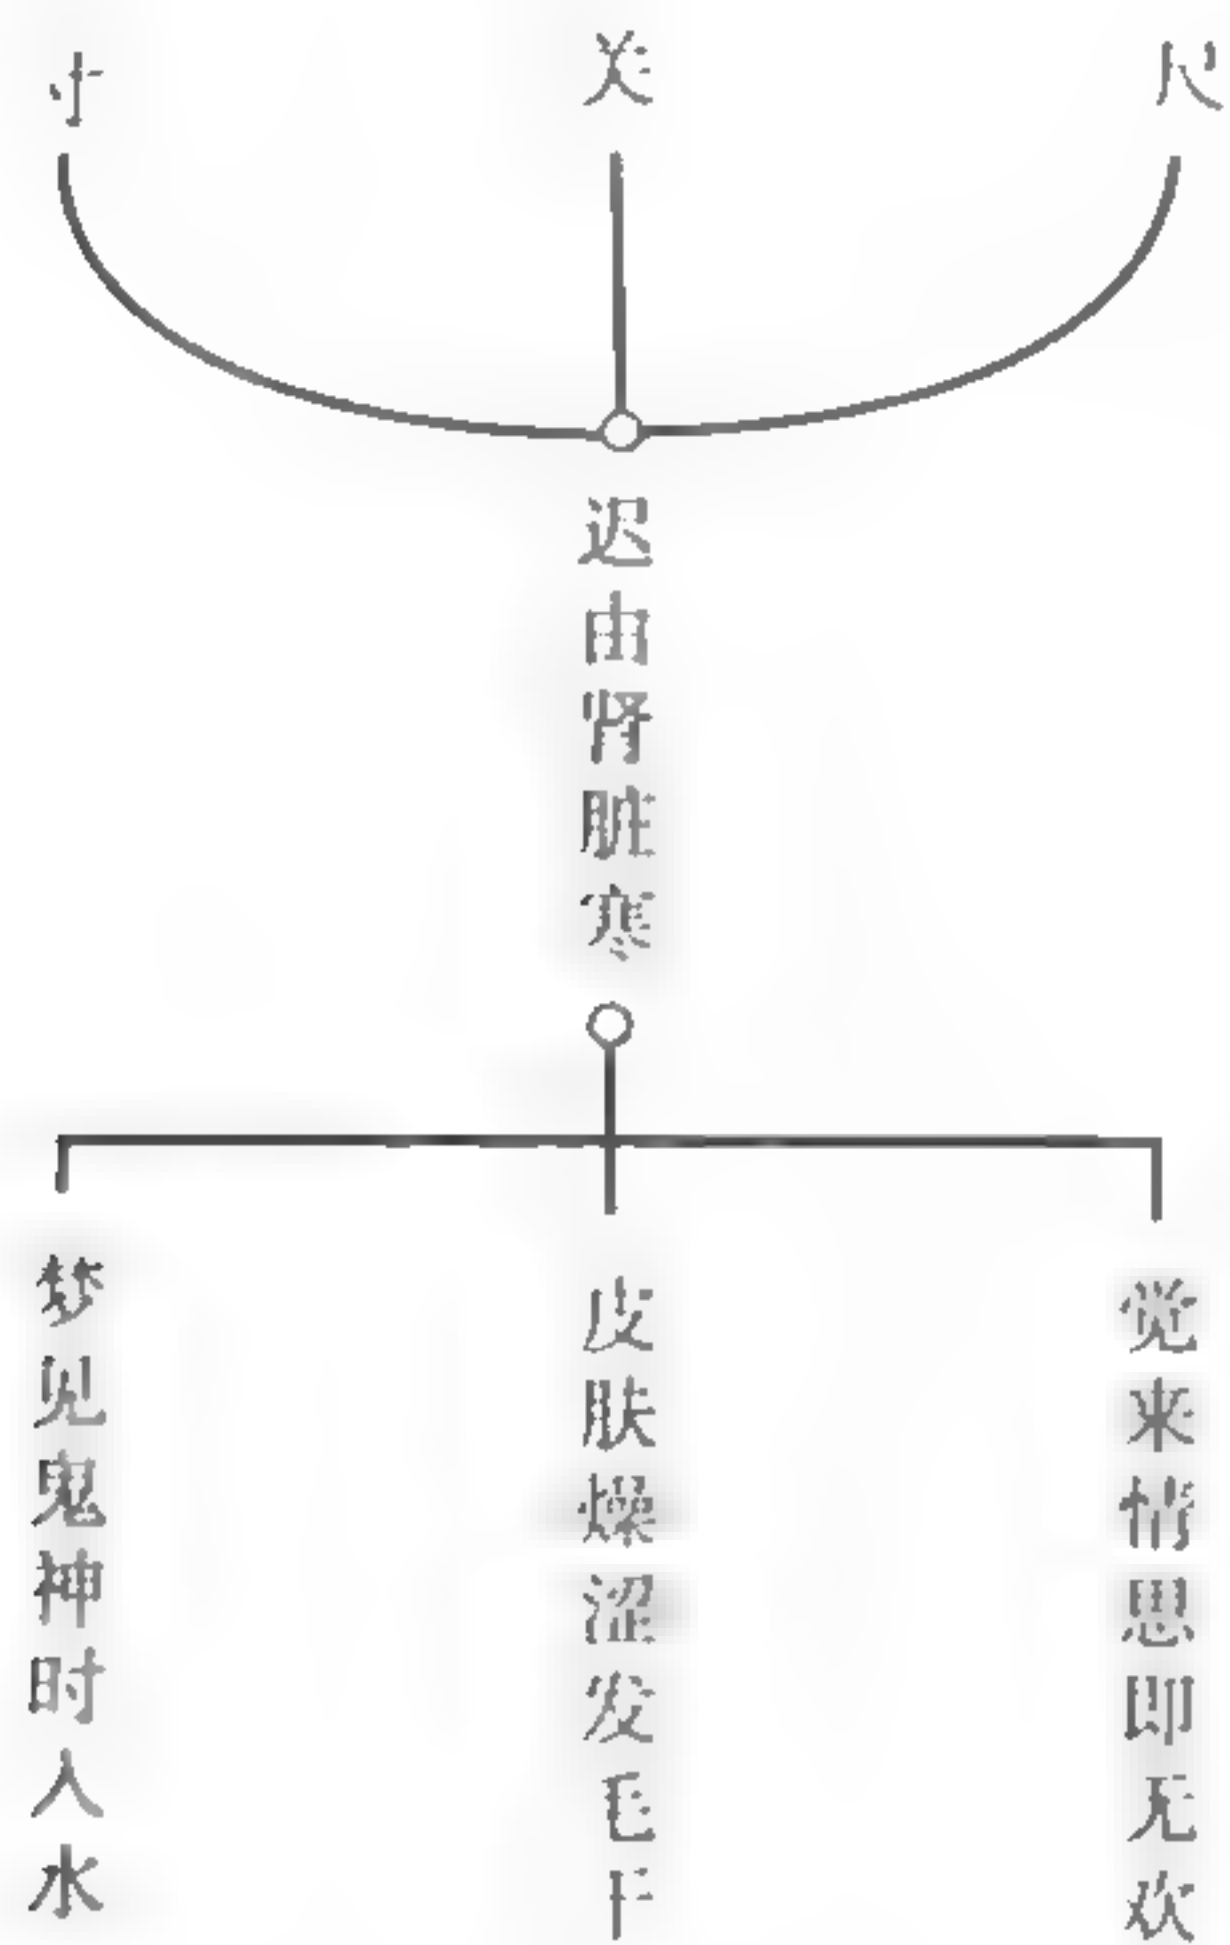 寸
关
尺
迟由肾脏寒
梦见鬼神时入水
皮肤燥涩发毛干
觉来情思即无欢